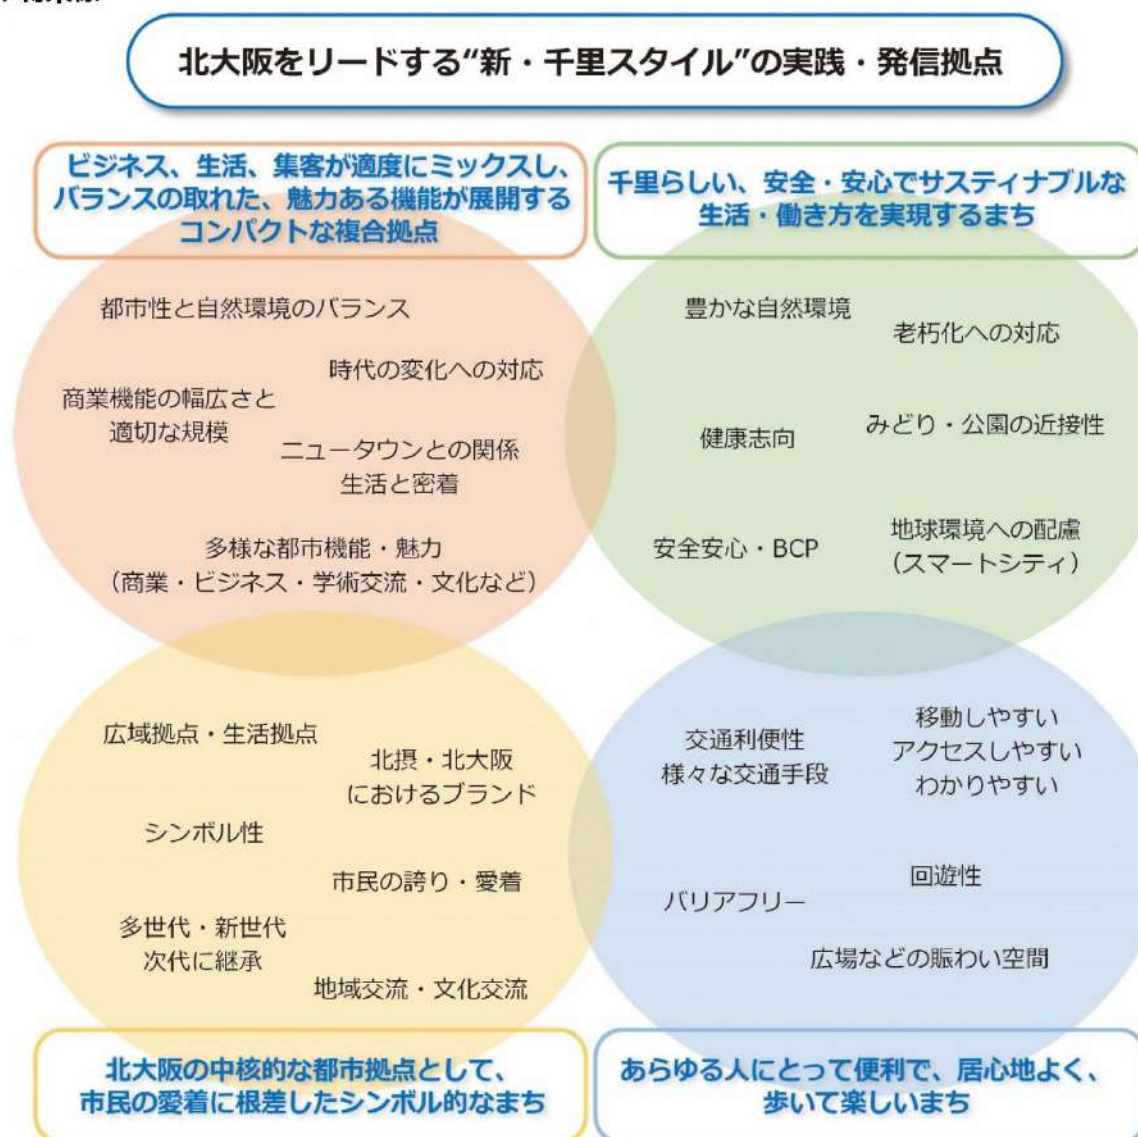 北大阪をリードする“新・千里スタイル”の実践・発信拠点
ビジネス、生活、集客が適度にミックスし、
バランスの取れた、魅力ある機能が展開する
コンパクトな複合拠点
都市性と自然環境のバランス
時代の変化への対応
商業機能の幅広さと
適切な規模
ニュータウンとの関係
生活と密着
多様な都市機能・魅力
（商業・ビジネス・学術交流・文化など）
千里らしい、安全・安心でサスティナブルな
生活・働き方を実現するまち
豊かな自然環境
老朽化への対応
健康志向
みどり・公園の近接性
安全安心・BCP
地球環境への配慮
（スマートシティ）
広域拠点・生活拠点
北摂・北大阪
におけるブランド
シンボル性
市民の誇り・愛着
多世代・新世代
次代に継承
地域交流・文化交流
北大阪の中核的な都市拠点として、
市民の愛着に根差したシンボル的なまち
交通利便性
様々な交通手段
移動しやすい
アクセスしやすい
わかりやすい
バリアフリー
回遊性
広場などの賑わい空間
あらゆる人にとって便利で、居心地よく、
歩いて楽しいまち